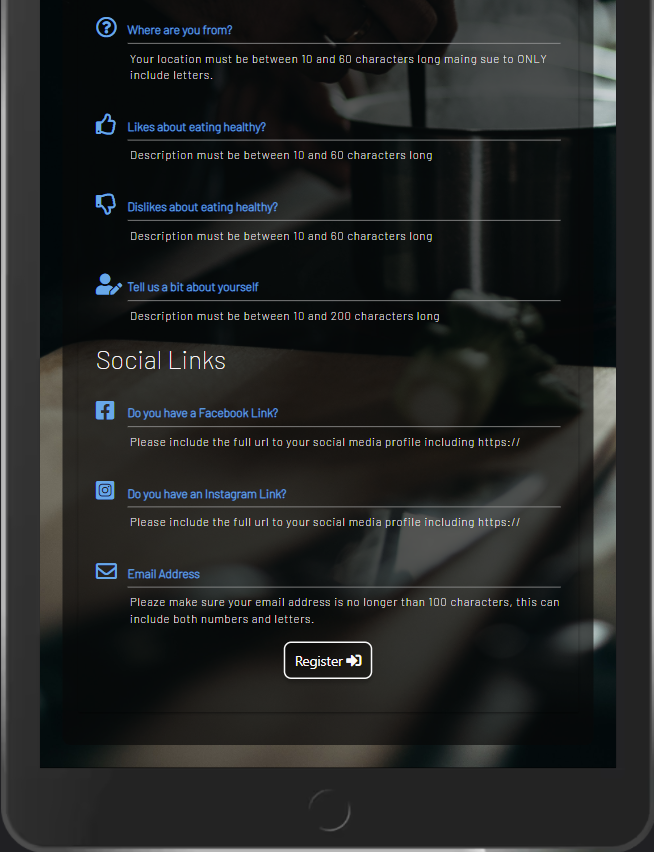 Where are you from?
Your location must be between 10 and 60 characters long maing sue to ONLY
include letters.
Likes about eating healthy?
Description must be between 10 and 60 characters long
Dislikes about eating healthy?
Description must be between 10 and 60 characters long
Tell us a bit about yourself
Description must be between 10 and 200 characters long
Social Links
Do you have a Facebook Link?
Please include the full url to your social media profile including https://
Do you have an Instagram Link?
Please include the full url to your social media profile including https://
Email Address
Pleaze make sure your email address is no longer than 100 characters, this can
include both numbers and letters.
Register